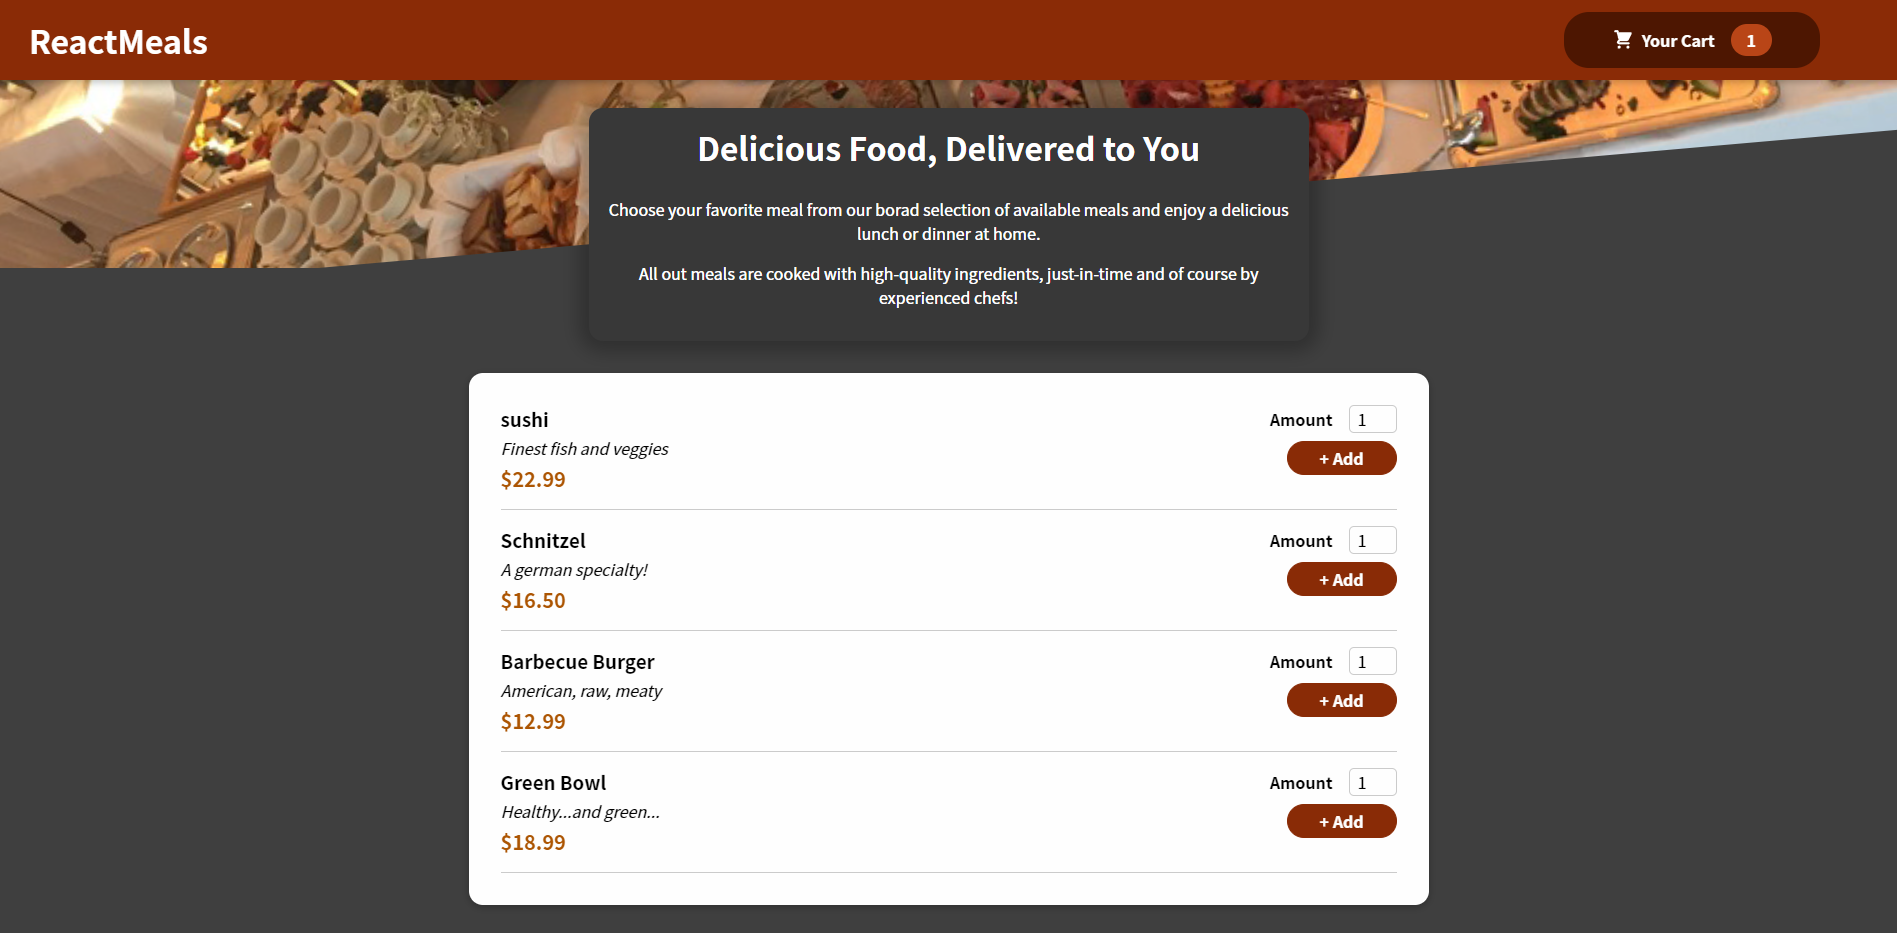 ReactMeals
Your Cart 1
Delicious Food, Delivered to You
Choose your favorite meal from our borad selection of available meals and enjoy a delicious
lunch or dinner at home.
All out meals are cooked with high-quality ingredients, just-in-time and of course by
experienced chefs!
sushi
Finest fish and veggies
$22.99
Amount 1
+ Add
Schnitzel
A german specialty!
$16.50
Amount 1
+ Add
Barbecue Burger
American, raw, meaty
$12.99
Amount 1
+ Add
Green Bowl
Healthy...and green...
$18.99
Amount 1
+ Add